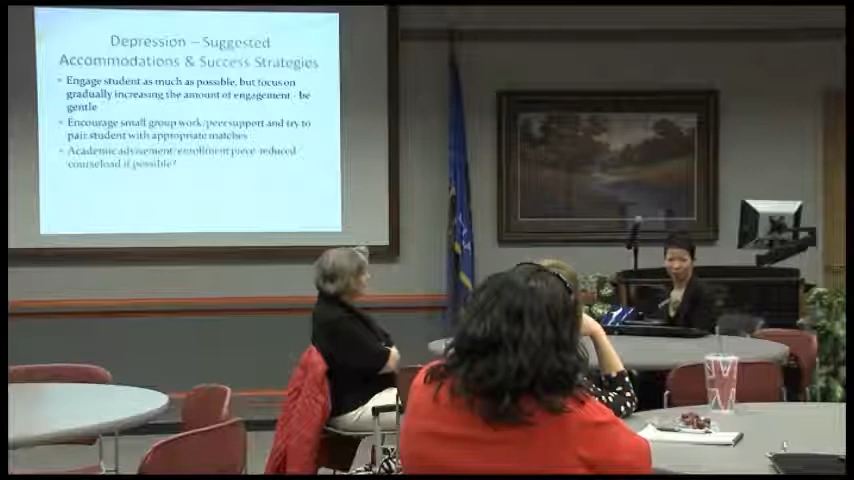 Depression – Suggested
Accommodations & Success Strategies
• Engage student as much as possible, but focus on
gradually increasing the amount of engagement - be
gentle
• Encourage small group work/peer support and try to
pair student with appropriate matches
• Academic advisement/enrollment piece-reduced
courseload if possible?